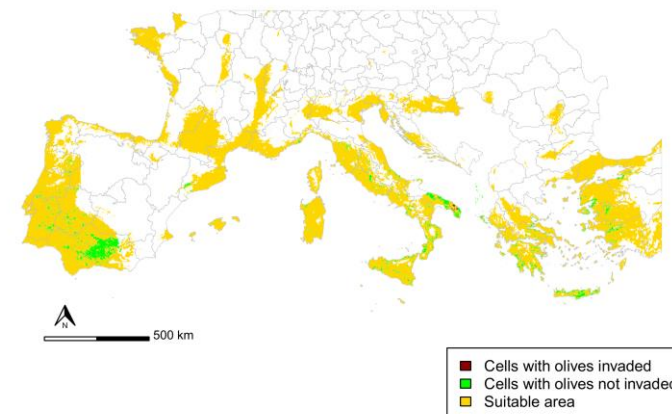 N
500 km
Cells with olives invaded
Cells with olives not invaded
Suitable area